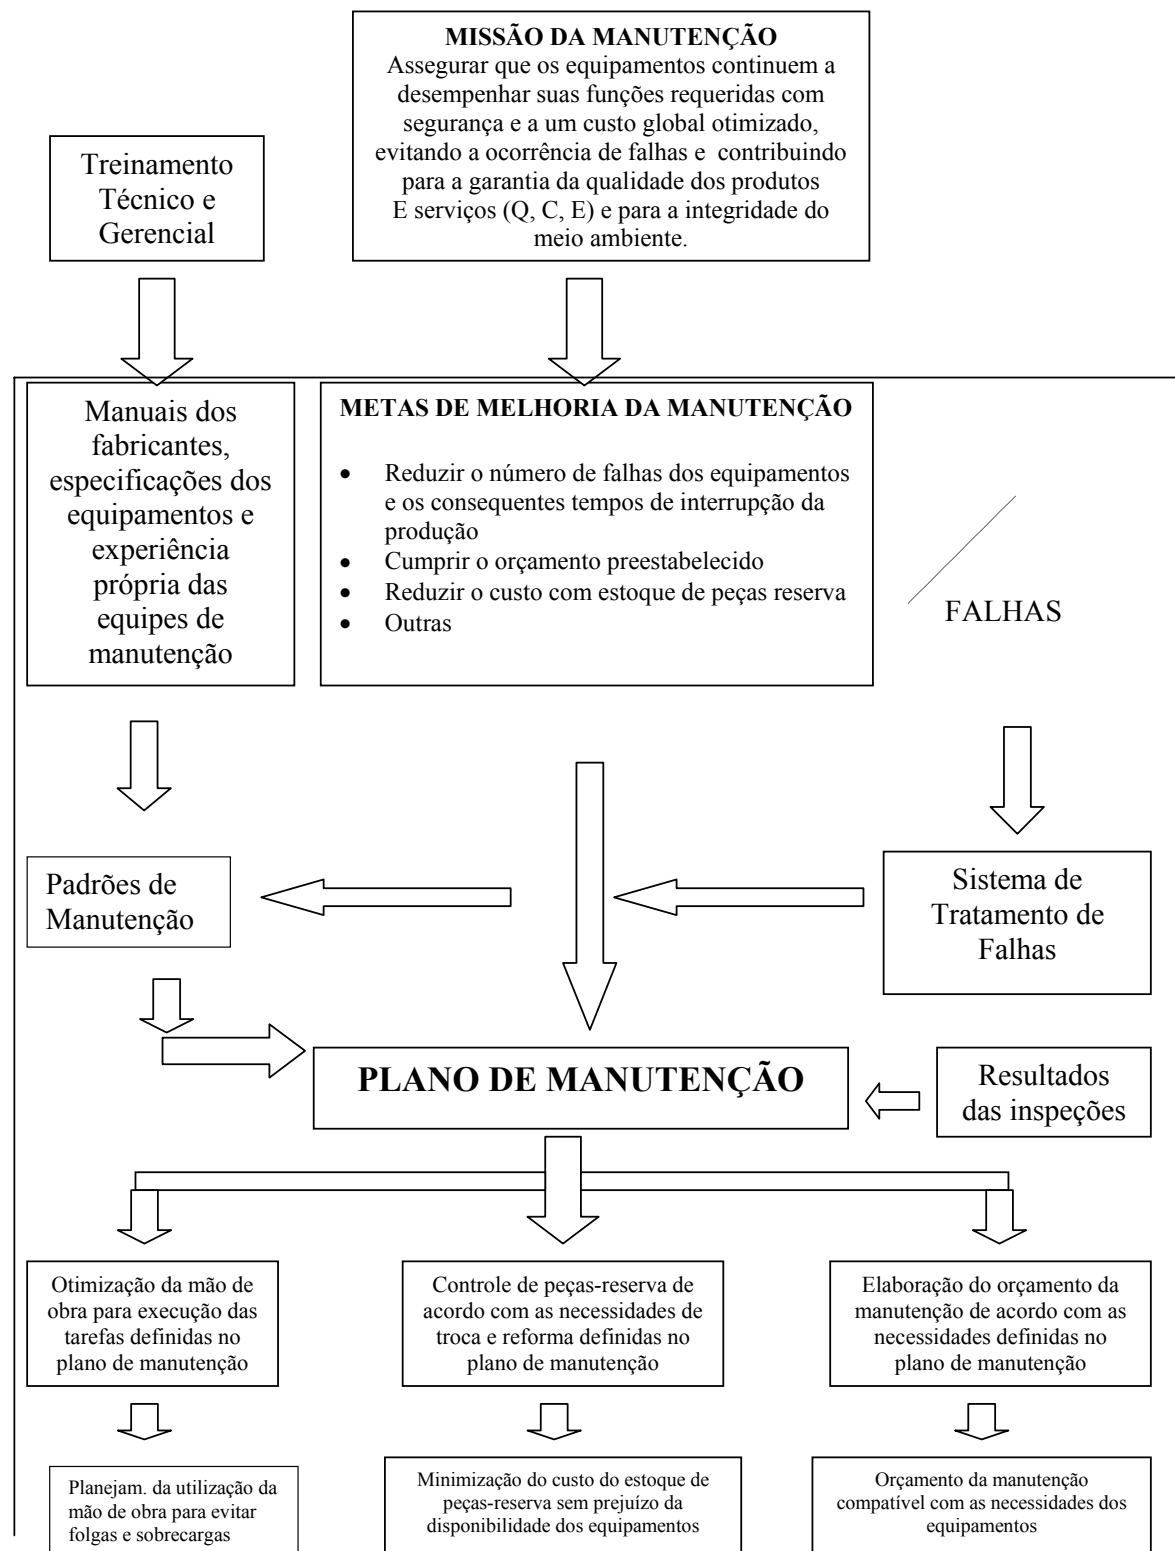 MISSÃO DA MANUTENÇÃO
Assegurar que os equipamentos continuem a
desempenhar suas funções requeridas com
segurança e a um custo global otimizado,
evitando a ocorrência de falhas e contribuindo
para a garantia da qualidade dos produtos
E serviços (Q, C, E) e para a integridade do
meio ambiente.
Treinamento
Técnico e
Gerencial
Manuais dos
fabricantes,
especificações dos
equipamentos e
experiência
própria das
equipes de
manutenção
METAS DE MELHORIA DA MANUTENÇÃO
• Reduzir o número de falhas dos equipamentos
e os consequentes tempos de interrupção da
produção
• Cumprir o orçamento preestabelecido
• Reduzir o custo com estoque de peças reserva
• Outras
FALHAS
Padrões de
Manutenção
Sistema de
Tratamento de
Falhas
PLANO DE MANUTENÇÃO
Resultados
das inspeções
Otimização da mão de
obra para execução das
tarefas definidas no
plano de manutenção
Controle de peças-reserva de
acordo com as necessidades de
troca e reforma definidas no
plano de manutenção
Elaboração do orçamento da
manutenção de acordo com as
necessidades definidas no
plano de manutenção
Planejam. da utilização da
mão de obra para evitar
folgas e sobrecargas
Minimização do custo do estoque de
peças-reserva sem prejuízo da
disponibilidade dos equipamentos
Orçamento da manutenção
compatível com as necessidades dos
equipamentos